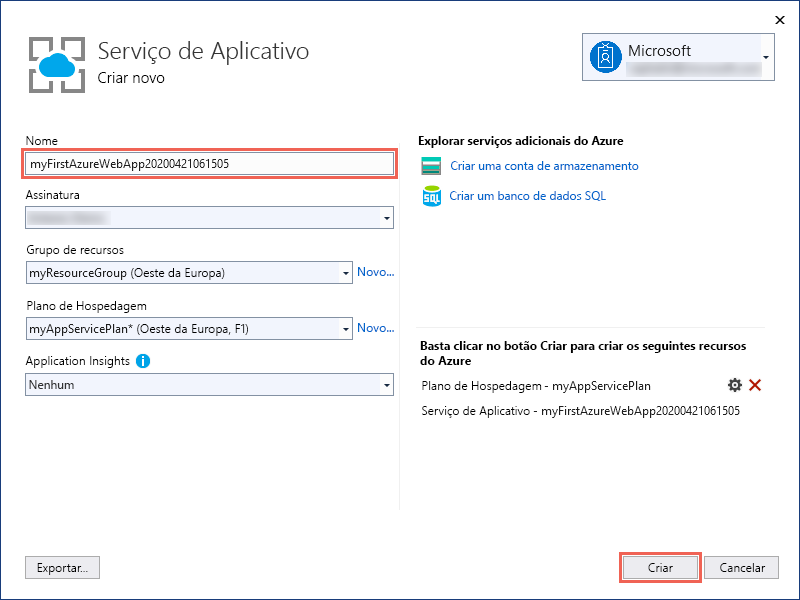 Serviço de Aplicativo
Criar novo
Microsoft
Nome
myFirstAzureWebApp20200421061505
Assinatura
Grupo de recursos
myResourceGroup (Oeste da Europa)
Novo...
Plano de Hospedagem
myAppServicePlan* (Oeste da Europa, F1)
Novo...
Application Insights
Nenhum
Explorar serviços adicionais do Azure
Criar uma conta de armazenamento
SQL
Criar um banco de dados SQL
Basta clicar no botão Criar para criar os seguintes recursos
do Azure
Plano de Hospedagem - myAppServicePlan
Serviço de Aplicativo - myFirstAzureWebApp20200421061505
Exportar...
Criar
Cancelar